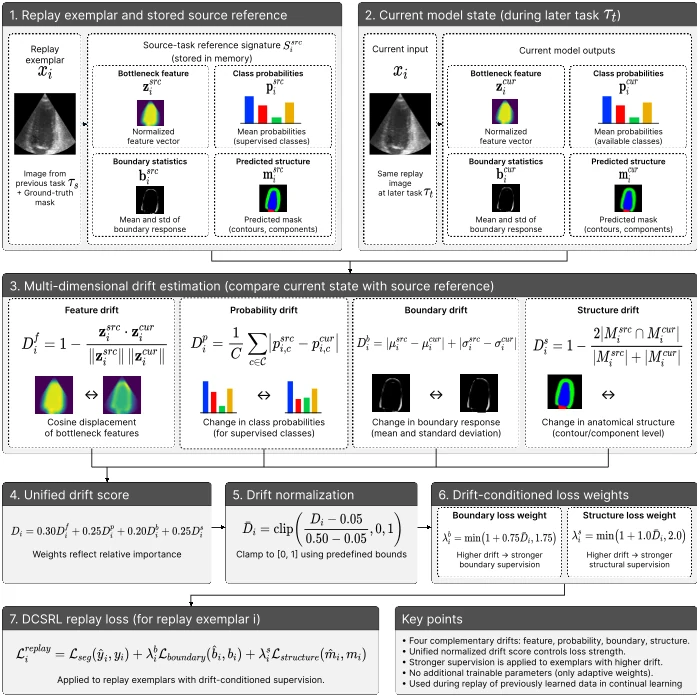 1. Replay exemplar and stored source reference
Replay
exemplar
x_i
Image from
previous task τ_s
+ Ground-truth
mask
Source-task reference signature S_i^{src}
(stored in memory)
Bottleneck feature
z_i^{src}
Normalized
feature vector
Class probabilities
p_i^{src}
Mean probabilities
(supervised classes)
Boundary statistics
b_i^{src}
Mean and std of
boundary response
Predicted structure
m_i^{src}
Predicted mask
(contours, components)
2. Current model state (during later task τ_t)
Current input
x_i
Same replay
image
at later task τ_t
Current model outputs
Bottleneck feature
z_i^{cur}
Normalized
feature vector
Class probabilities
p_i^{cur}
Mean probabilities
(available classes)
Boundary statistics
b_i^{cur}
Mean and std of
boundary response
Predicted structure
m_i^{cur}
Predicted mask
(contours, components)
3. Multi-dimensional drift estimation (compare current state with source reference)
Feature drift
D_i^f = 1 − (z_i^{src} · z_i^{cur}) / (‖z_i^{src}‖ ‖z_i^{cur}‖)
Cosine displacement
of bottleneck features
Probability drift
D_i^p = 1/C ∑_{c∈𝒞} |p_{i,c}^{src} − p_{i,c}^{cur}|
Change in class probabilities
(for supervised classes)
Boundary drift
D_i^b = |μ_i^{src} − μ_i^{cur}| + |σ_i^{src} − σ_i^{cur}|
Change in boundary response
(mean and standard deviation)
Structure drift
D_i^s = 1 − 2|M_i^{src} ∩ M_i^{cur}| / (|M_i^{src}| + |M_i^{cur}|)
Change in anatomical structure
(contour/component level)
4. Unified drift score
D_i = 0.30D_i^f + 0.25D_i^p + 0.20D_i^b + 0.25D_i^s
Weights reflect relative importance
5. Drift normalization
D̄_i = clip((D_i − 0.05) / (0.50 − 0.05), 0, 1)
Clamp to [0, 1] using predefined bounds
6. Drift-conditioned loss weights
Boundary loss weight
λ_i^b = min(1 + 0.75D̄_i, 1.75)
Higher drift → stronger
boundary supervision
Structure loss weight
λ_i^s = min(1 + 1.0D̄_i, 2.0)
Higher drift → stronger
structural supervision
7. DCSRL replay loss (for replay exemplar i)
ℒ_i^{replay} = ℒ_{seg}(ŷ_i, y_i) + λ_i^b ℒ_{boundary}(b̂_i, b_i) + λ_i^s ℒ_{structure}(m̂_i, m_i)
Applied to replay exemplars with drift-conditioned supervision.
Key points
• Four complementary drifts: feature, probability, boundary, structure.
• Unified normalized drift score controls loss strength.
• Stronger supervision is applied to exemplars with higher drift.
• No additional trainable parameters (only adaptive weights).
• Used during replay of previously learned data in continual learning